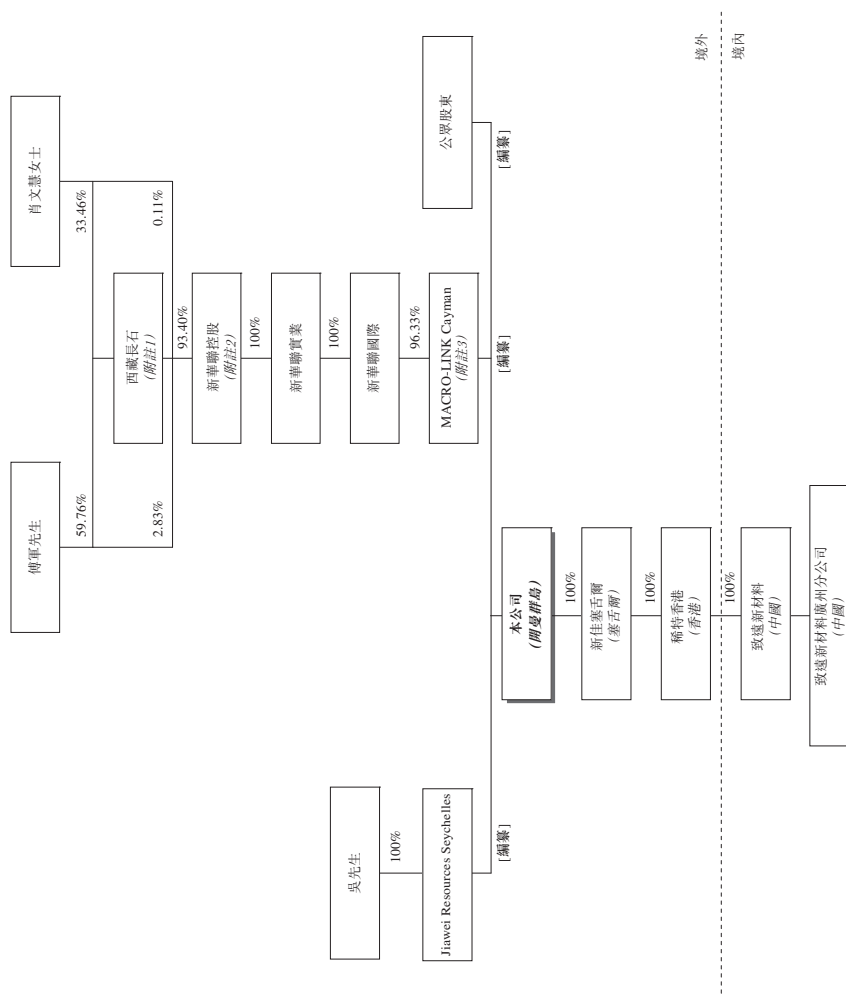 傅軍先生
肖文慧女士
59.76%
33.46%
2.83%
0.11%
西藏長石
(附註1)
93.40%
新華聯控股
(附註2)
100%
新華聯實業
100%
新華聯國際
96.33%
吳先生
100%
Jiawei Resources Seychelles
MACRO-LINK Cayman
(附註3)
公眾股東
[編纂]
[編纂]
[編纂]
本公司
(開曼群島)
100%
新佳塞舌爾
(塞舌爾)
100%
稀特香港
(香港)
境外
境內
100%
致遠新材料
(中國)
致遠新材料廣州分公司
(中國)